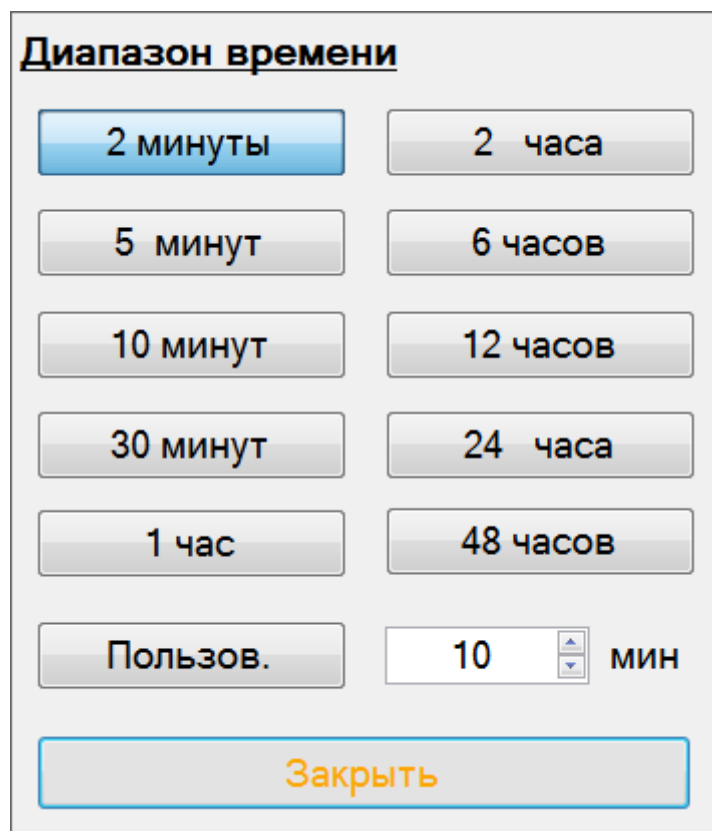 Диапазон времени
2 минуты 2 часа
5 минут 6 часов
10 минут 12 часов
30 минут 24 часа
1 час 48 часов
Пользов. 10 мин
Закрыть